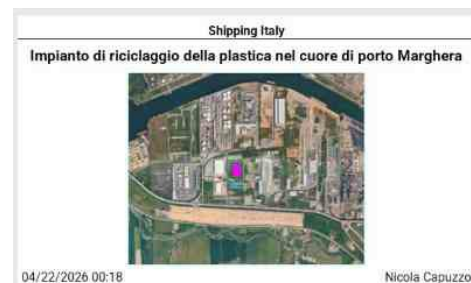 Shipping Italy
Impianto di riciclaggio della plastica nel cuore di porto Marghera
04/22/2026 00:18
Nicola Capuzzo